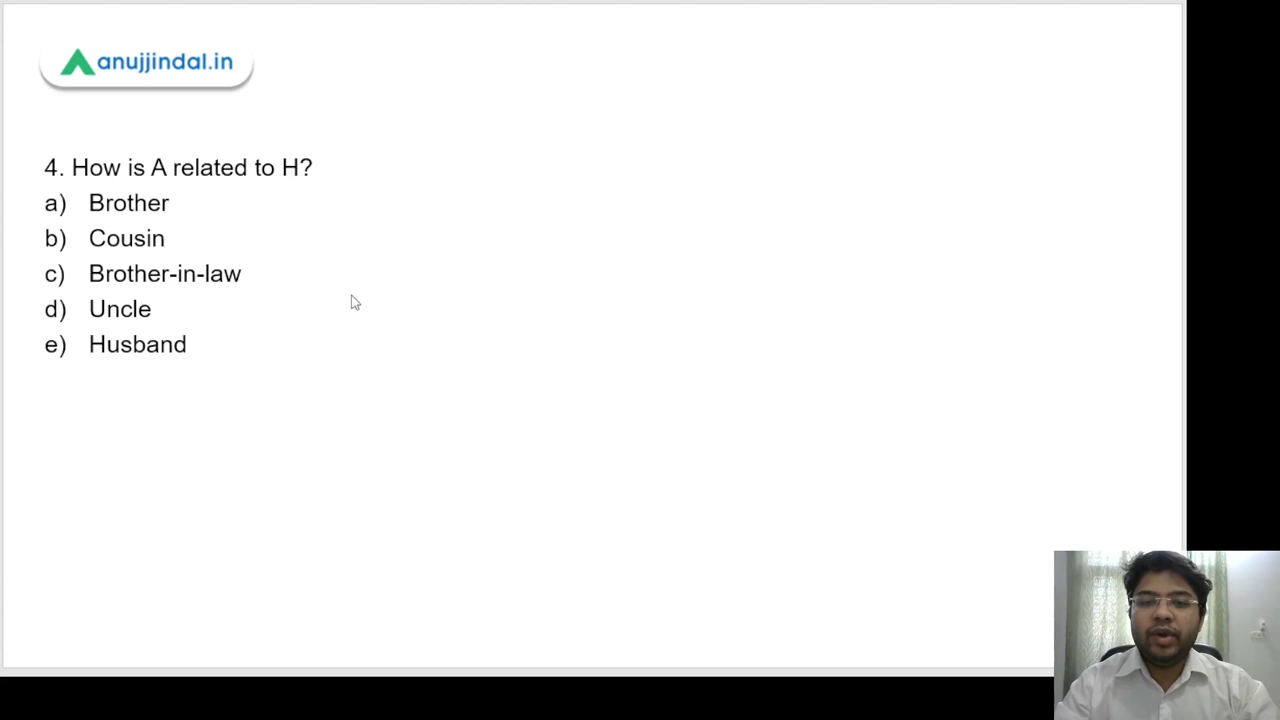 anujjindal.in
4. How is A related to H?
a) Brother
b) Cousin
c) Brother-in-law
d) Uncle
e) Husband